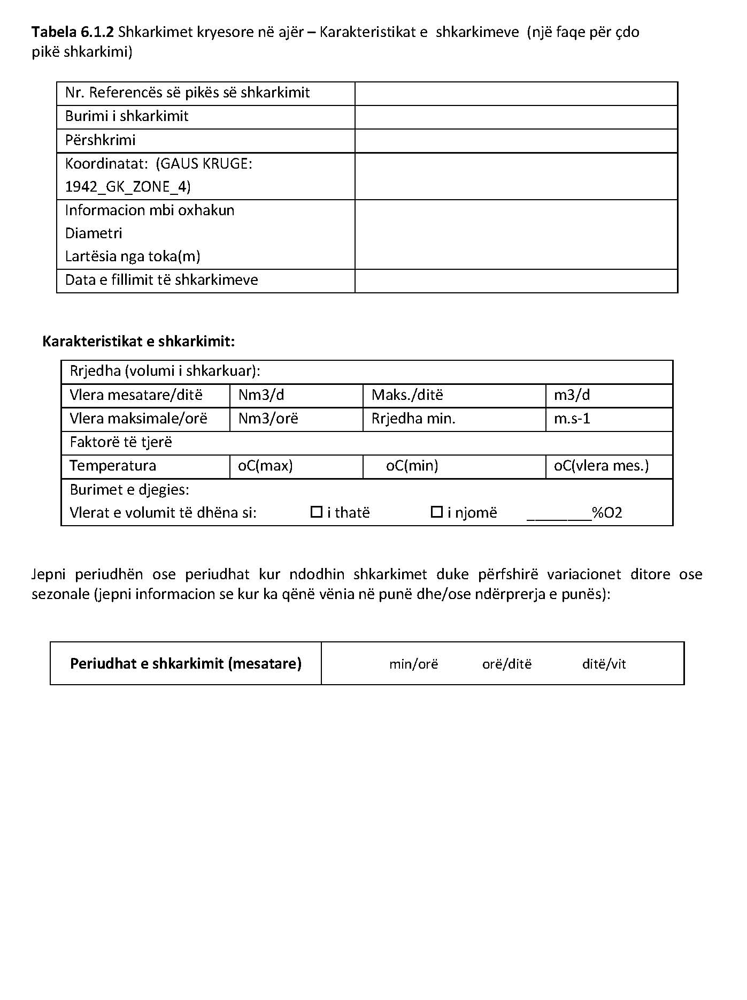 Tabela 6.1.2 Shkarkimet kryesore në ajër – Karakteristikat e  shkarkimeve  (një faqe për çdo
pikë shkarkimi)
Nr. Referencës së pikës së shkarkimit
Burimi i shkarkimit
Përshkrimi
Koordinatat:  (GAUS KRUGE:
1942_GK_ZONE_4)
Informacion mbi oxhakun
Diametri
Lartësia nga toka(m)
Data e fillimit të shkarkimeve
Karakteristikat e shkarkimit:
Rrjedha (volumi i shkarkuar):
Vlera mesatare/ditë Nm3/d Maks./ditë m3/d
Vlera maksimale/orë Nm3/orë Rrjedha min. m.s-1
Faktorë të tjerë
Temperatura oC(max) oC(min) oC(vlera mes.)
Burimet e djegies:
Vlerat e volumit të dhëna si: ☐ i thatë ☐ i njomë ________%O2
Jepni periudhën ose periudhat kur ndodhin shkarkimet duke përfshirë variacionet ditore ose
sezonale (jepni informacion se kur ka qënë vënia në punë dhe/ose ndërprerja e punës):
Periudhat e shkarkimit (mesatare) min/orë orë/ditë ditë/vit